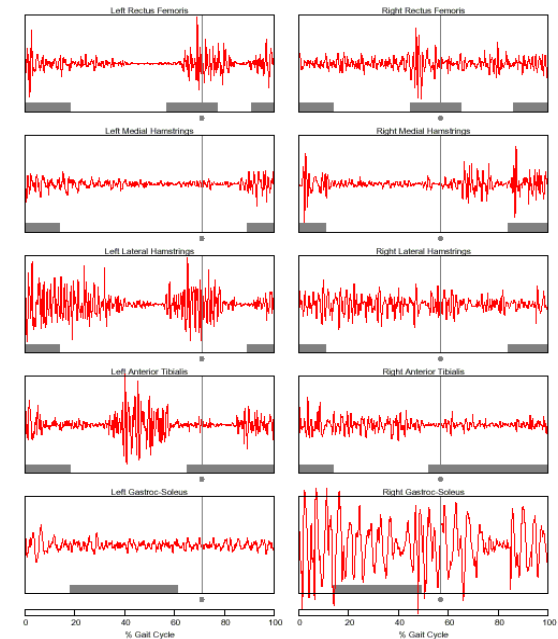 Left Rectus Femoris
Right Rectus Femoris
Left Medial Hamstrings
Right Medial Hamstrings
Left Lateral Hamstrings
Right Lateral Hamstrings
Left Anterior Tibialis
Right Anterior Tibialis
Left Gastroc-Soleus
Right Gastroc-Soleus
0 20 40 60 80 100
0 20 40 60 80 100
% Gait Cycle
% Gait Cycle